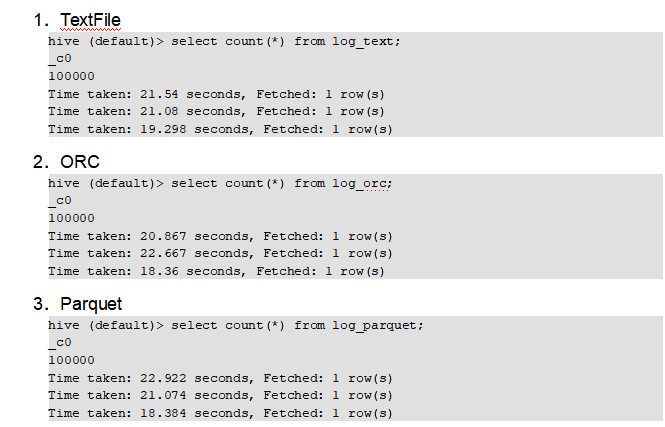 1. TextFile
hive (default)> select count(*) from log_text;
_c0
100000
Time taken: 21.54 seconds, Fetched: 1 row(s)
Time taken: 21.08 seconds, Fetched: 1 row(s)
Time taken: 19.298 seconds, Fetched: 1 row(s)
2. ORC
hive (default)> select count(*) from log_orc;
_c0
100000
Time taken: 20.867 seconds, Fetched: 1 row(s)
Time taken: 22.667 seconds, Fetched: 1 row(s)
Time taken: 18.36 seconds, Fetched: 1 row(s)
3. Parquet
hive (default)> select count(*) from log_parquet;
_c0
100000
Time taken: 22.922 seconds, Fetched: 1 row(s)
Time taken: 21.074 seconds, Fetched: 1 row(s)
Time taken: 18.384 seconds, Fetched: 1 row(s)